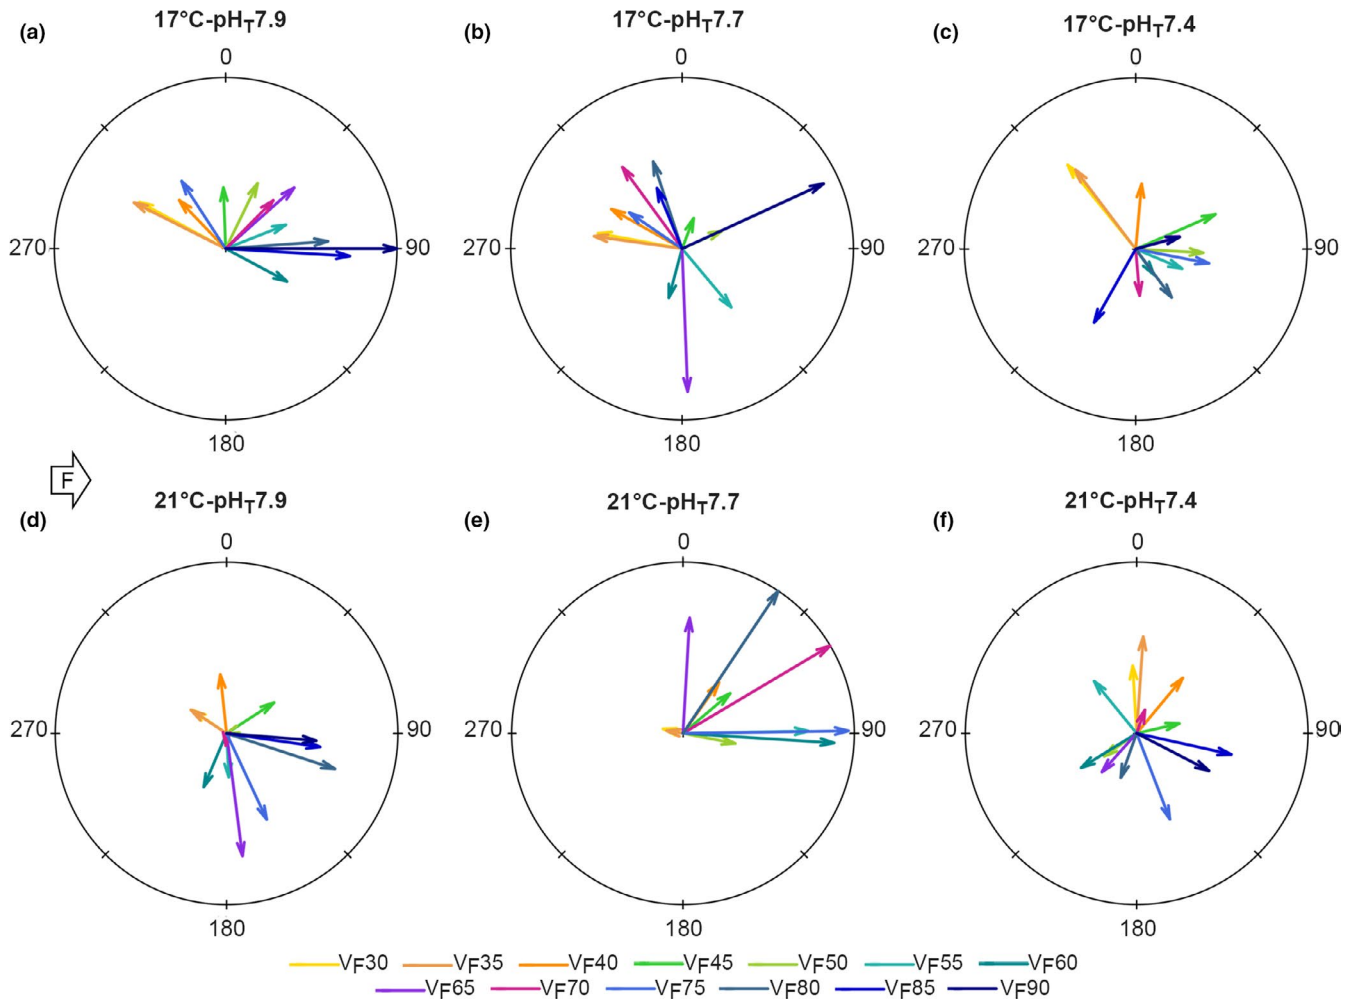 (a) 17°C-pHT7.9 (b) 17°C-pHT7.7 (c) 17°C-pHT7.4
0 0 0
270 90 270 90 270 90
180 180 180
F
(d) 21°C-pHT7.9 (e) 21°C-pHT7.7 (f) 21°C-pHT7.4
0 0 0
270 90 270 90 270 90
180 180 180
VF30 VF35 VF40 VF45 VF50 VF55 VF60
VF65 VF70 VF75 VF80 VF85 VF90